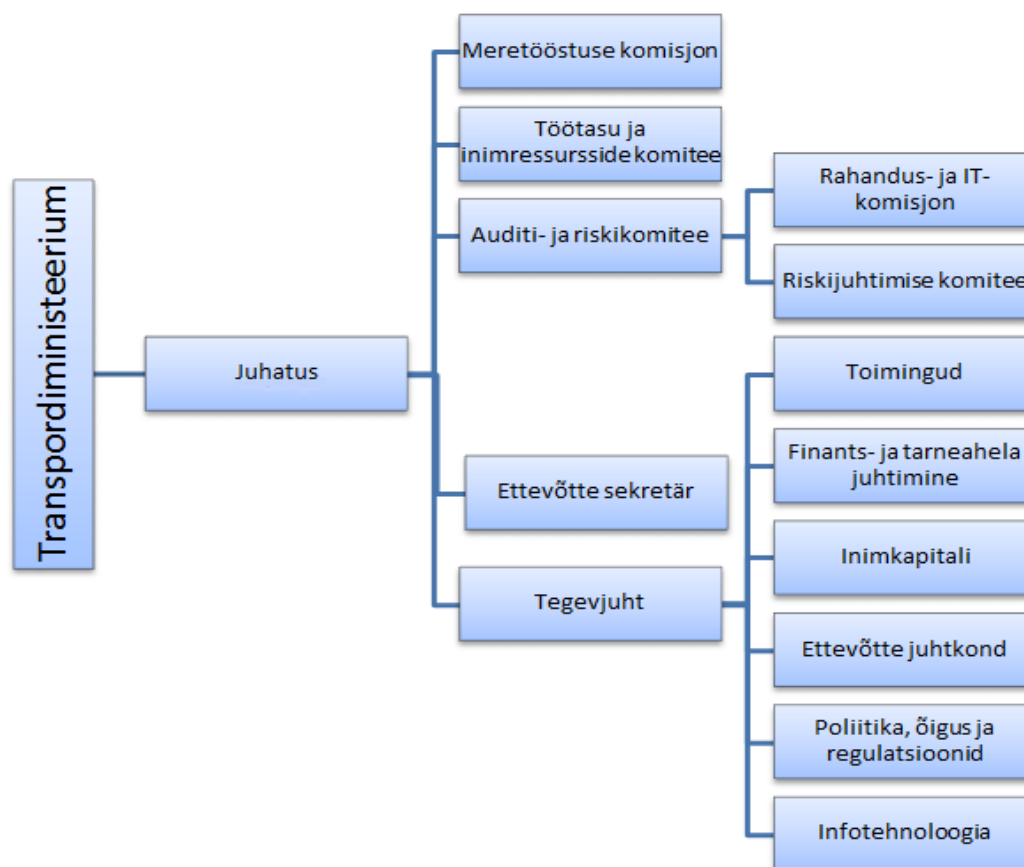 Transpordiministeerium
Juhatus
Meretööstuse komisjon
Töötasu ja
inimressursside komitee
Auditi- ja riskikomitee
Ettevõtte sekretär
Tegevjuht
Rahandus- ja IT-
komisjon
Riskijuhtimise komitee
Toimingud
Finants- ja tarneahela
juhtimine
Inimkapitali
Ettevõtte juhtkond
Poliitika, õigus ja
regulatsioonid
Infotehnoloogia